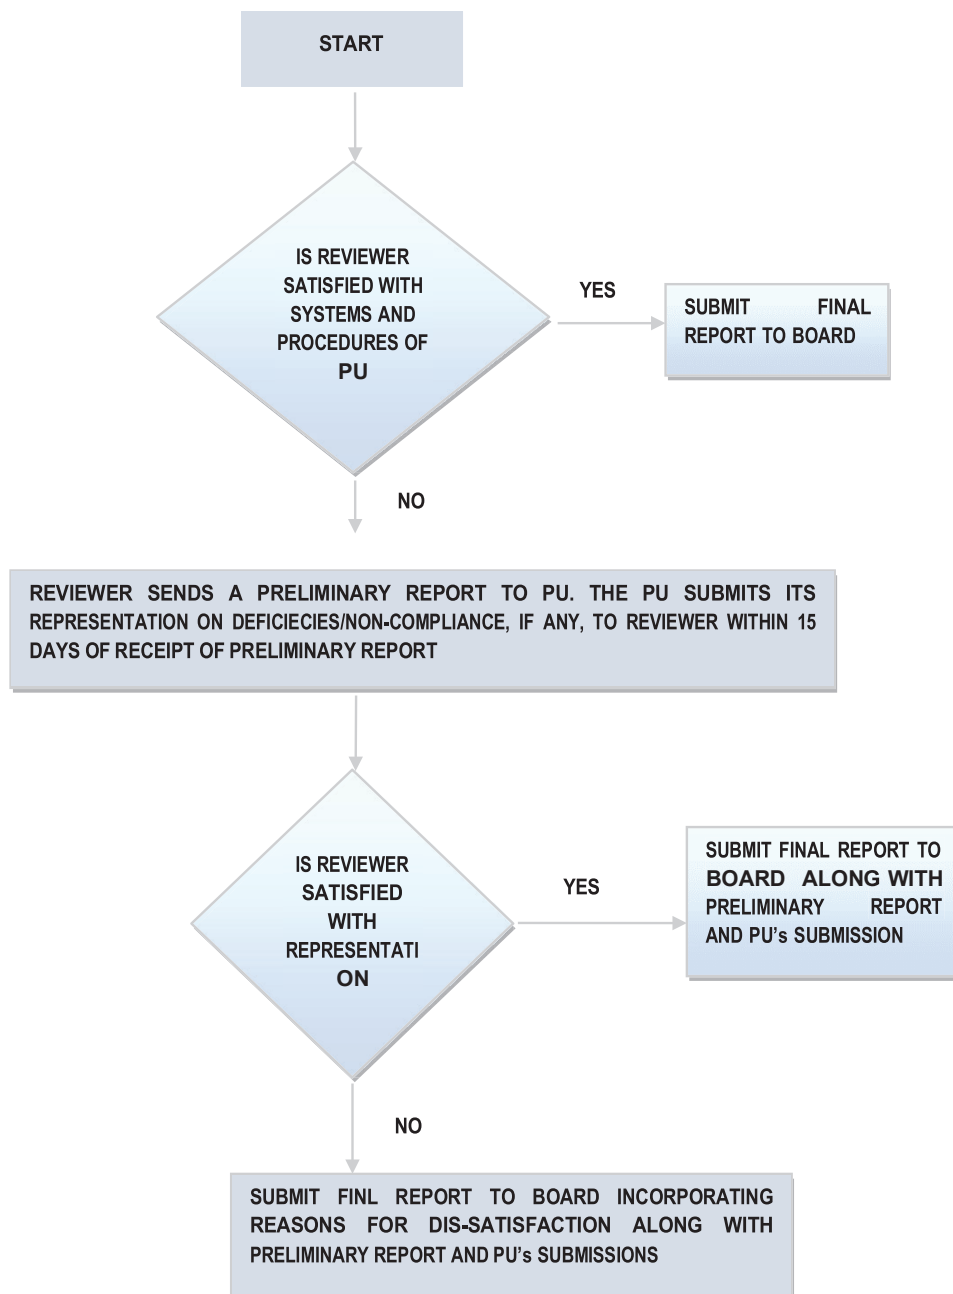 START
IS REVIEWER
SATISFIED WITH
SYSTEMS AND
PROCEDURES OF
PU
YES
SUBMIT FINAL
REPORT TO BOARD
NO
REVIEWER SENDS A PRELIMINARY REPORT TO PU. THE PU SUBMITS ITS
REPRESENTATION ON DEFICIECIES/NON-COMPLIANCE, IF ANY, TO REVIEWER WITHIN 15
DAYS OF RECEIPT OF PRELIMINARY REPORT
IS REVIEWER
SATISFIED
WITH
REPRESENTATI
ON
YES
SUBMIT FINAL REPORT TO
BOARD ALONG WITH
PRELIMINARY REPORT
AND PU's SUBMISSION
NO
SUBMIT FINL REPORT TO BOARD INCORPORATING
REASONS FOR DIS-SATISFACTION ALONG WITH
PRELIMINARY REPORT AND PU's SUBMISSIONS